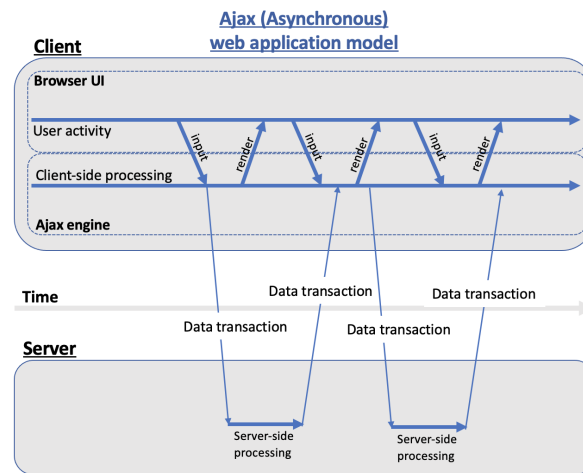 Ajax (Asynchronous)
web application model
Client
Browser UI
User activity
input
render
input
render
input
render
Client-side processing
Ajax engine
Data transaction
Data transaction
Time
Data transaction
Data transaction
Server
Server-side
processing
Server-side
processing